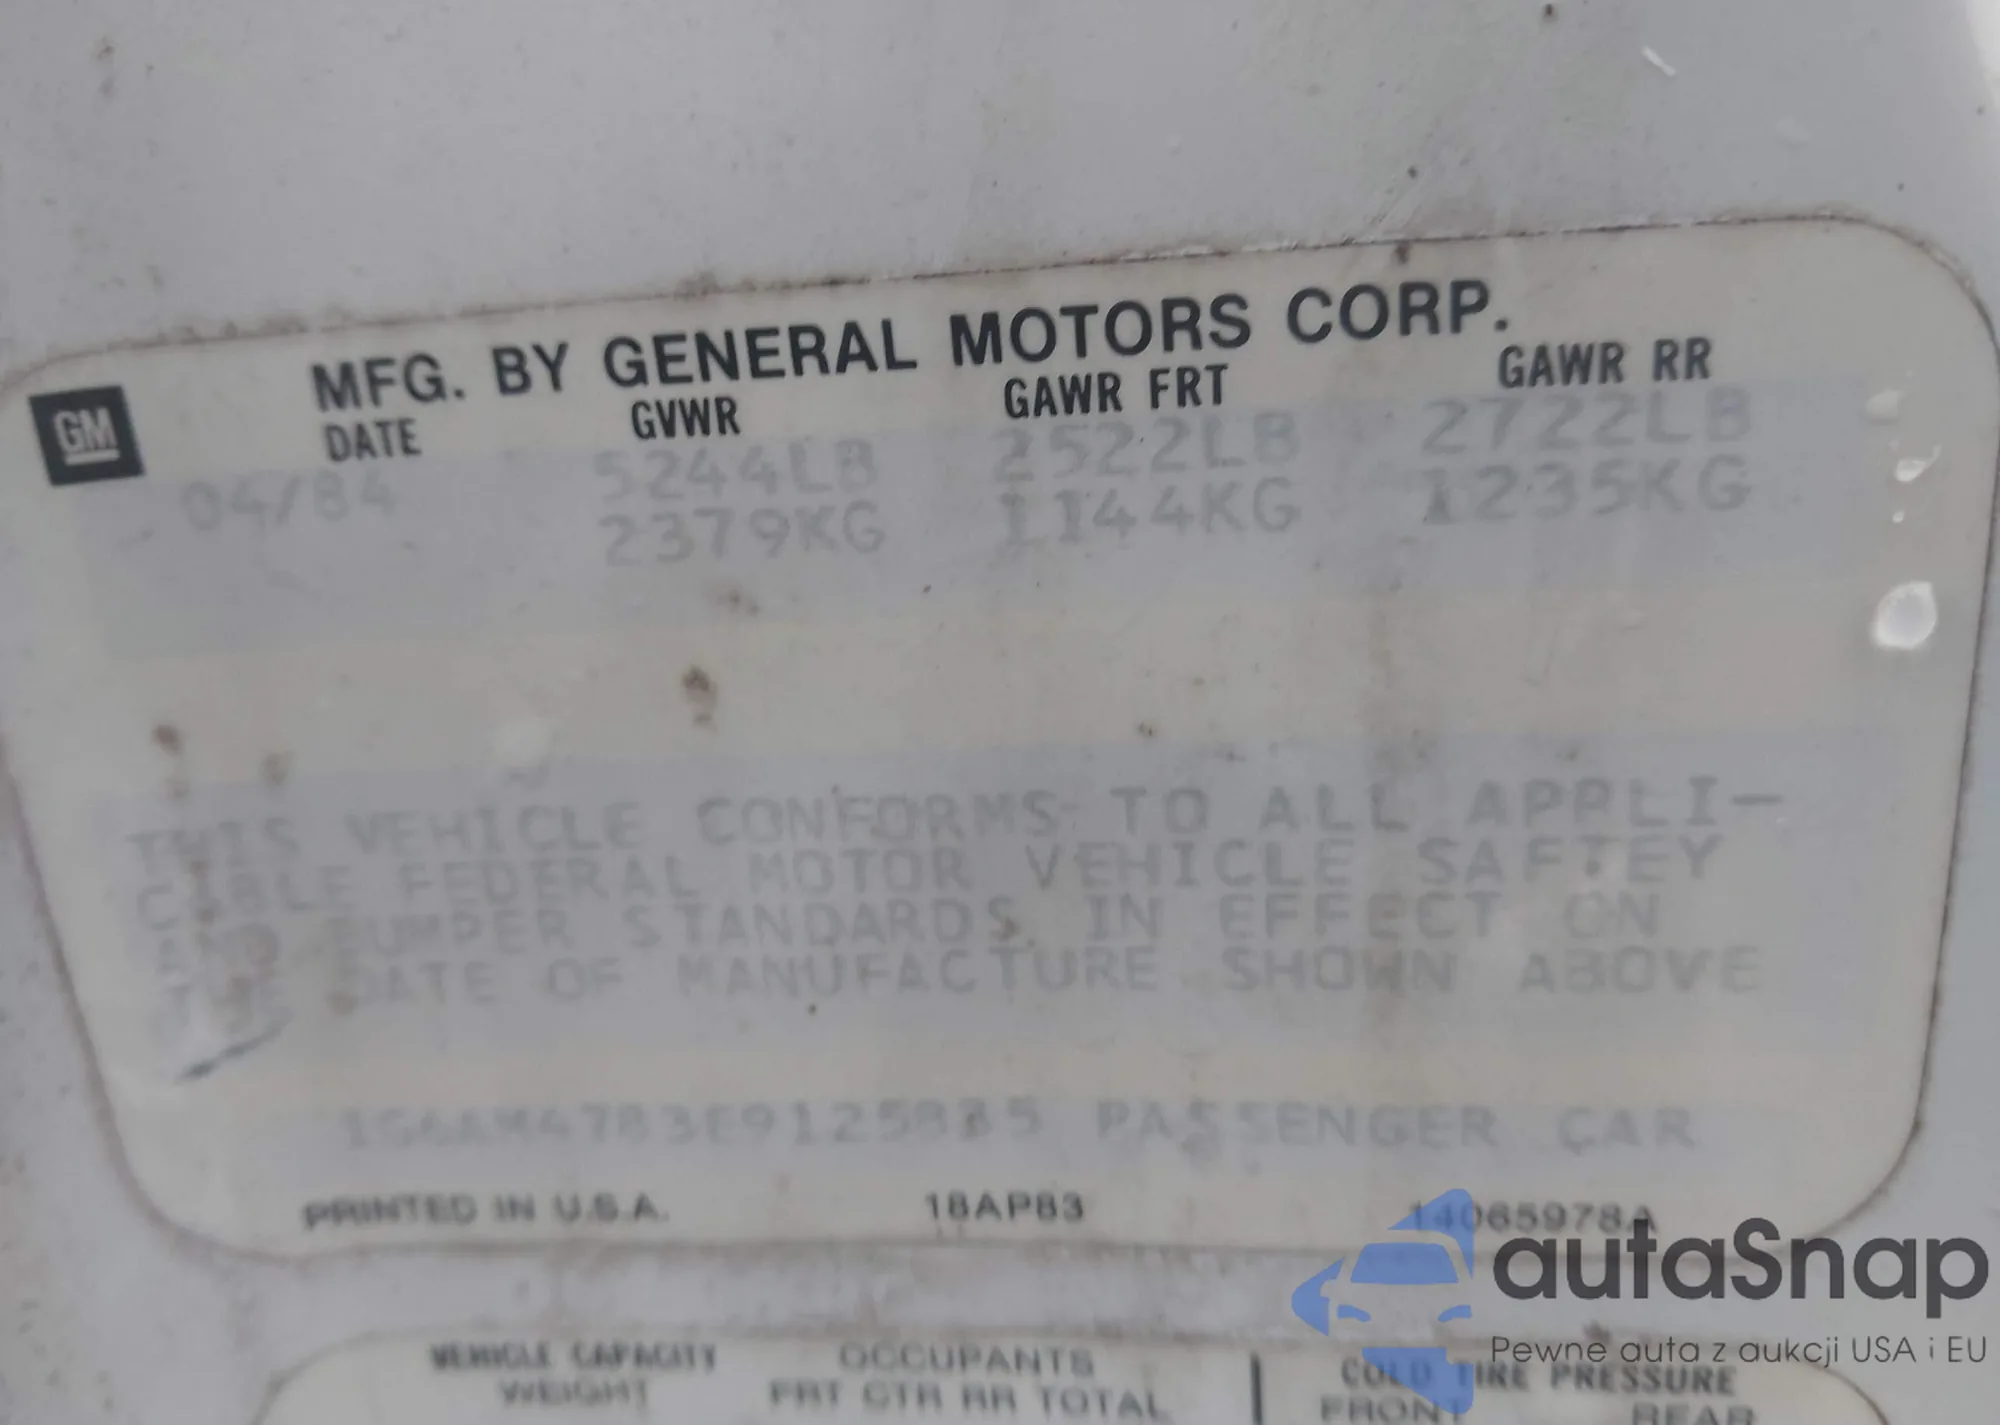 MFG. BY GENERAL MOTORS CORP.
GM DATE GVWR GAWR FRT GAWR RR
04/84 5244LB 2522LB 2722LB
2379KG 1144KG 1235KG
THIS VEHICLE CONFORMS TO ALL APPLI-
CABLE FEDERAL MOTOR VEHICLE SAFTEY
AND BUMPER STANDARDS IN EFFECT ON
THE DATE OF MANUFACTURE SHOWN ABOVE
PASSENGER CAR
PRINTED IN U.S.A. 18AP83 14065978A
autaSnap
Pewne auta z aukcji USA i EU
VEHICLE CAPACITY OCCUPANTS COLD TIRE PRESSURE
WEIGHT FRT CTR RR TOTAL FRONT REAR